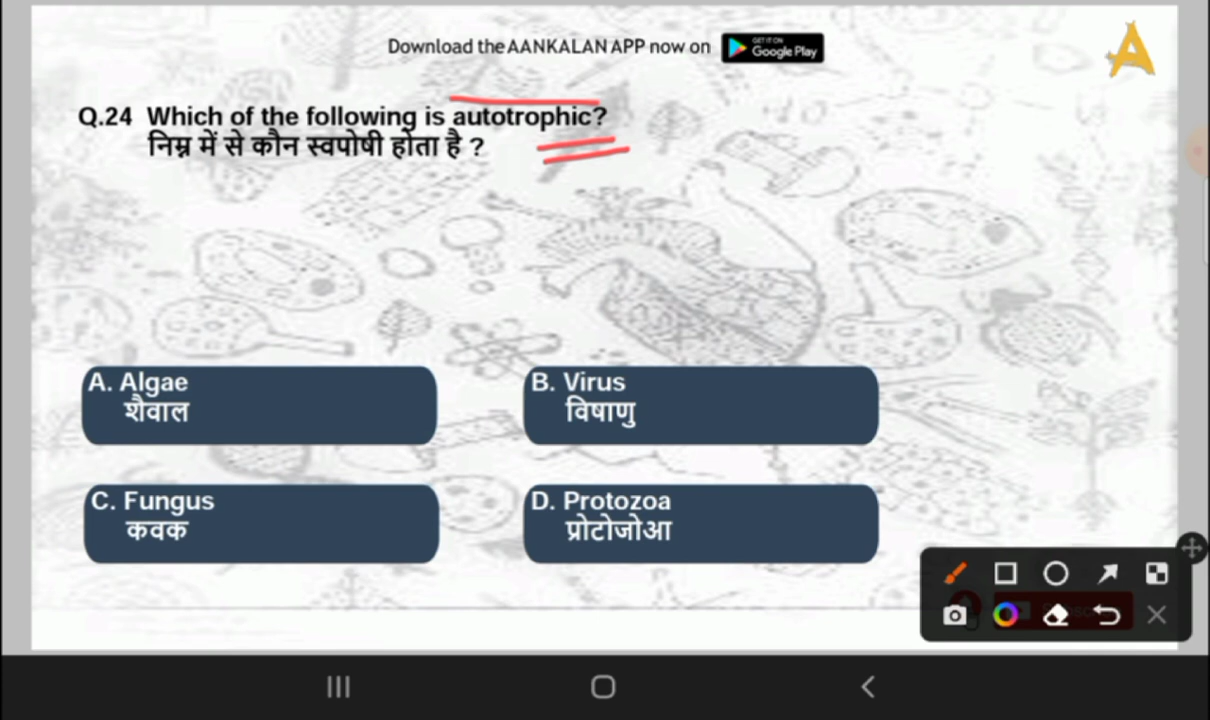 Download the AANKALAN APP now on
GET IT ON
Google Play
A
Q.24 Which of the following is autotrophic?
निम्न में से कौन स्वपोषी होता है ?
A. Algae
शैवाल
B. Virus
विषाणु
C. Fungus
कवक
D. Protozoa
प्रोटोजोआ